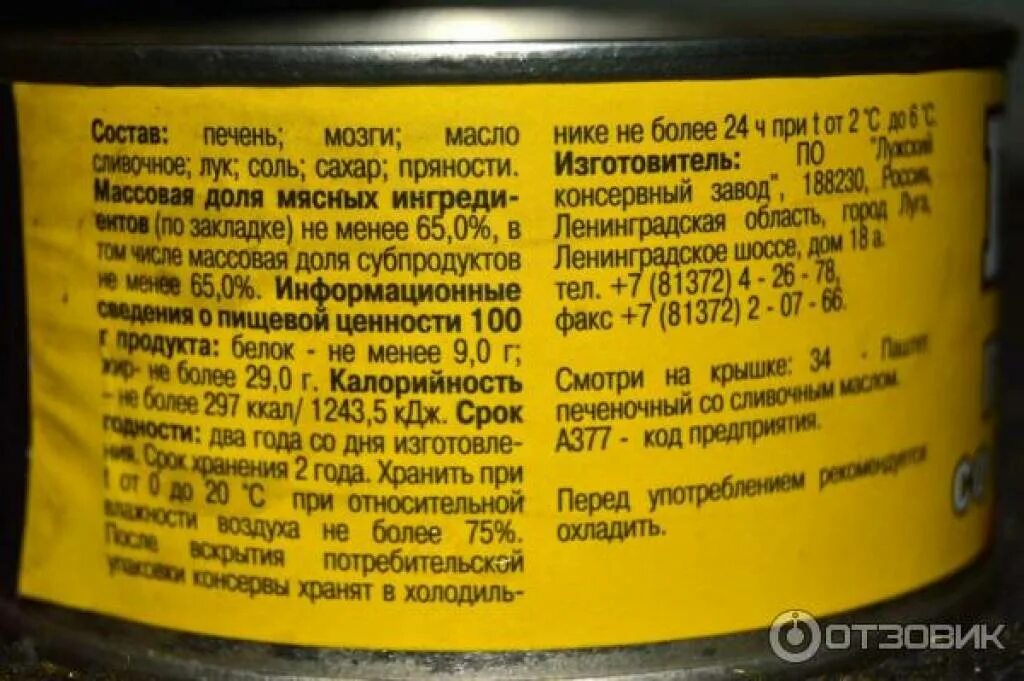 Состав: печень; мозги; масло
сливочное; лук; соль; сахар; пряности.
Массовая доля мясных ингреди-
ентов (по закладке) не менее 65,0%, в
том числе массовая доля субпродуктов
не менее 65,0%. Информационные
сведения о пищевой ценности 100
г продукта: белок - не менее 9,0 г;
жир- не более 29,0 г. Калорийность
- не более 297 ккал/ 1243,5 кДж. Срок
годности: два года со дня изготовле-
ния. Срок хранения 2 года. Хранить при
t от 0 до 20 °С при относительной
влажности воздуха не более 75%.
После вскрытия потребительской
упаковки консервы хранят в холодиль-
нике не более 24 ч при t от 2 °С до 6 °С.
Изготовитель: ПО "Лужский
консервный завод", 188230, Россия,
Ленинградская область, город Луга,
Ленинградское шоссе, дом 18 а.
тел. +7 (81372) 4 - 26 - 78,
факс +7 (81372) 2 - 07 - 66.
Смотри на крышке: 34 - Паштет
печеночный со сливочным маслом.
А377 - код предприятия.
Перед употреблением рекомендуется
охладить.
ОТЗОВИК